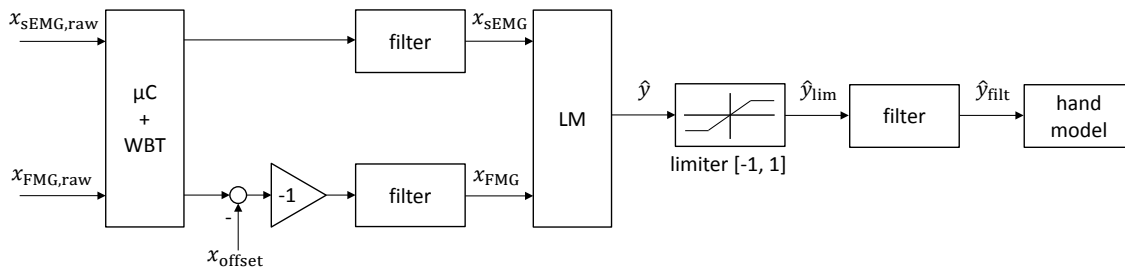 x_sEMG,raw
μC
+
WBT
filter
x_sEMG
LM
ŷ
limiter [-1, 1]
ŷ_lim
filter
ŷ_filt
hand
model
x_FMG,raw
-
x_offset
-1
filter
x_FMG